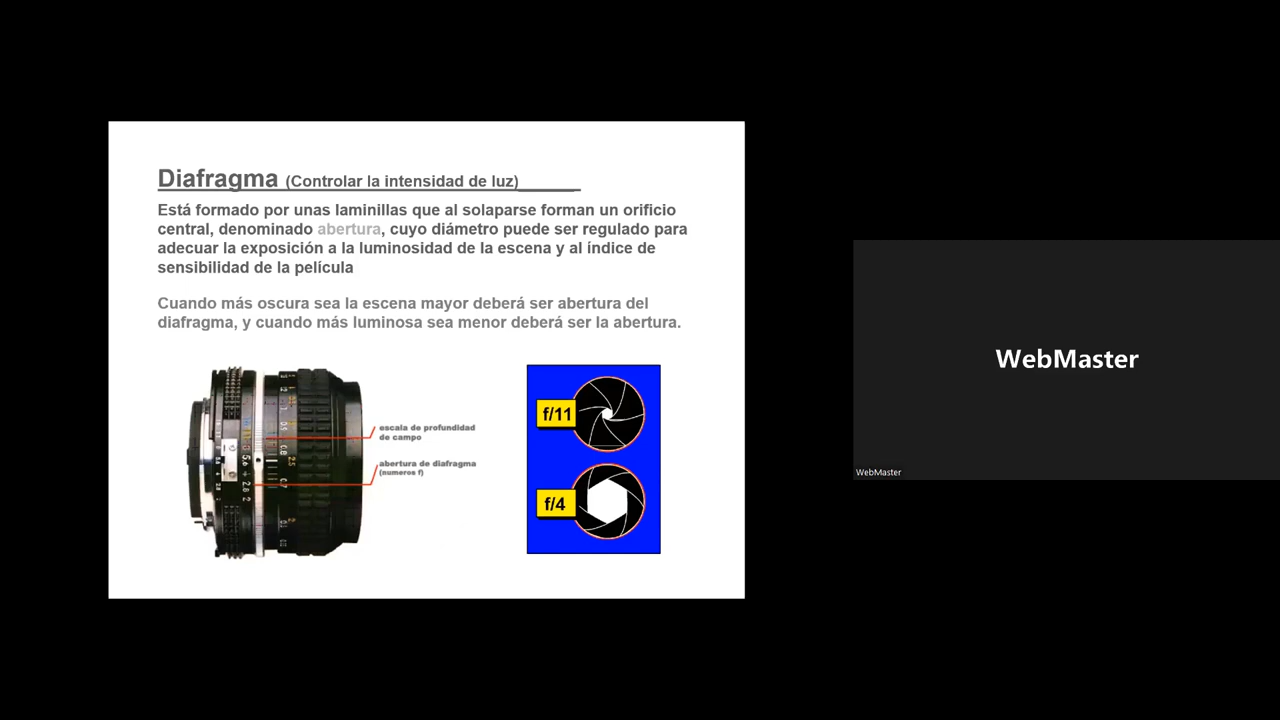 Diafragma (Controlar la intensidad de luz)______
Está formado por unas laminillas que al solaparse forman un orificio
central, denominado abertura, cuyo diámetro puede ser regulado para
adecuar la exposición a la luminosidad de la escena y al índice de
sensibilidad de la película
Cuando más oscura sea la escena mayor deberá ser abertura del
diafragma, y cuando más luminosa sea menor deberá ser la abertura.
escala de profundidad
de campo
abertura de diafragma
(numeros f)
f/11
f/4
WebMaster
WebMaster